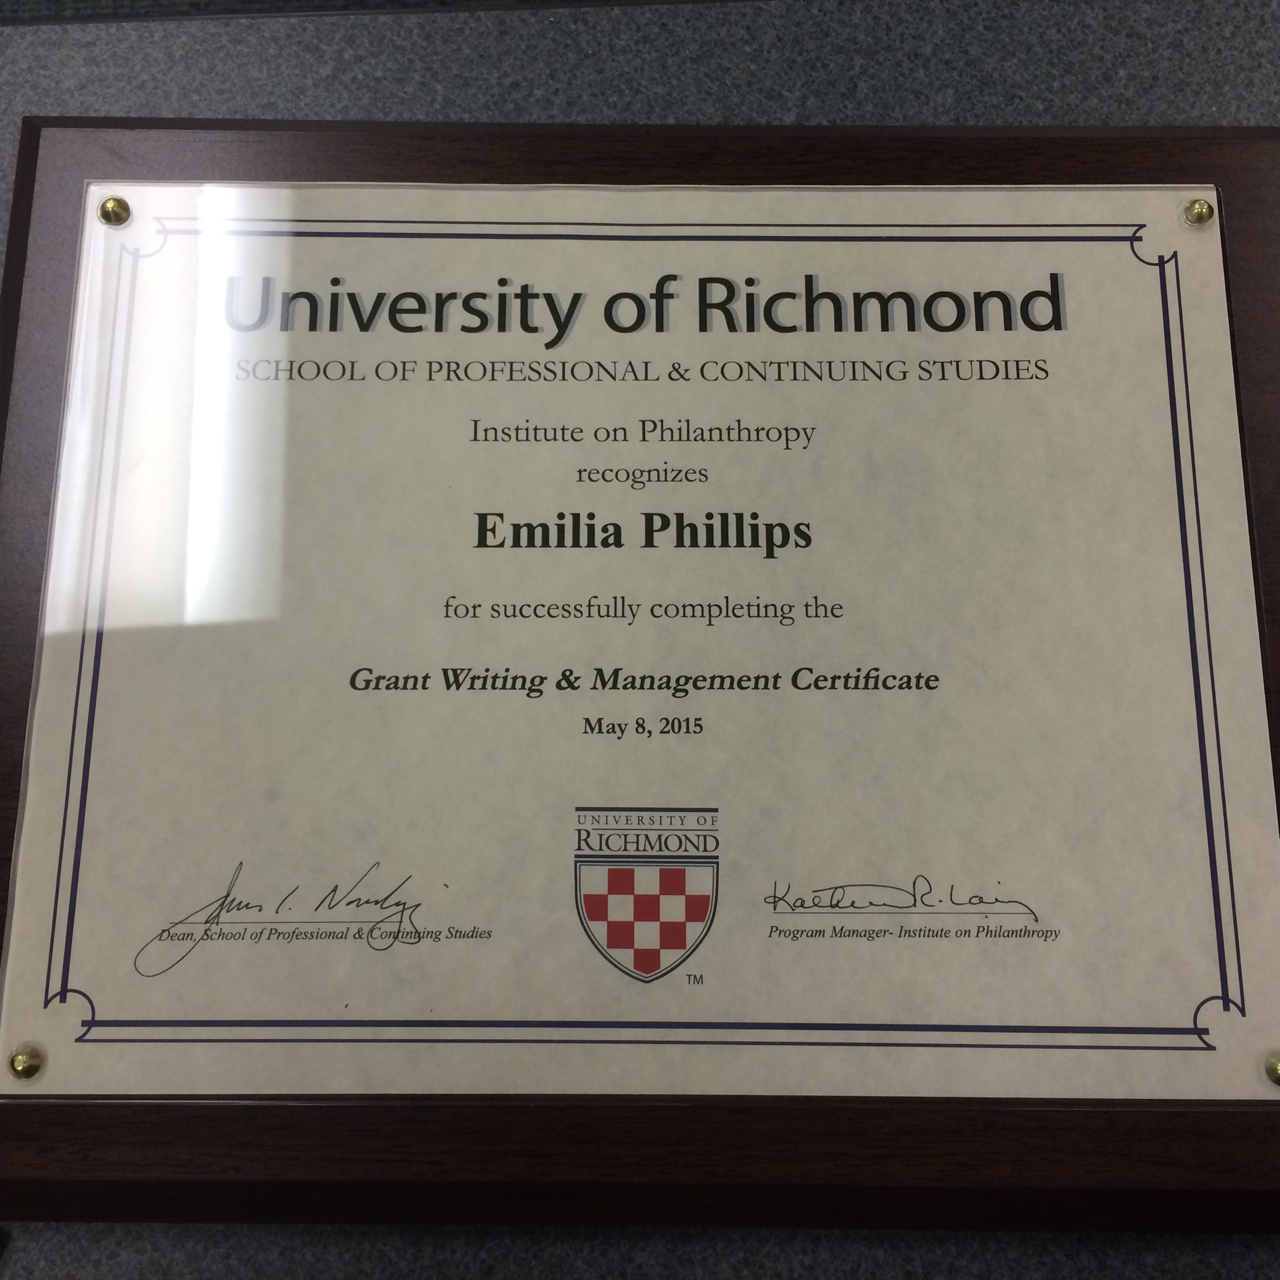 University of Richmond
SCHOOL OF PROFESSIONAL & CONTINUING STUDIES
Institute on Philanthropy
recognizes
Emilia Phillips
for successfully completing the
Grant Writing & Management Certificate
May 8, 2015
UNIVERSITY OF
RICHMOND
TM
Dean, School of Professional & Continuing Studies
Program Manager- Institute on Philanthropy